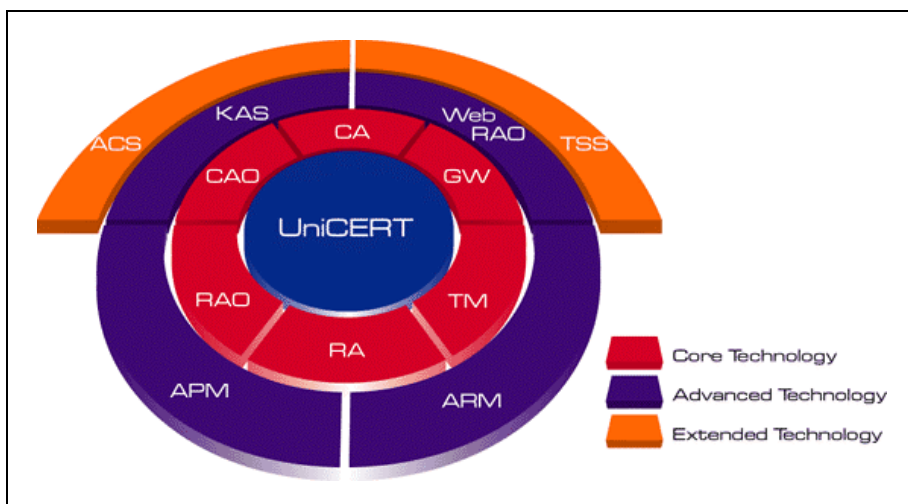 KAS
Web
RAO
ACS
CA
TSS
CAO
GW
UniCERT
RAO
TM
RA
APM
ARM
Core Technology
Advanced Technology
Extended Technology